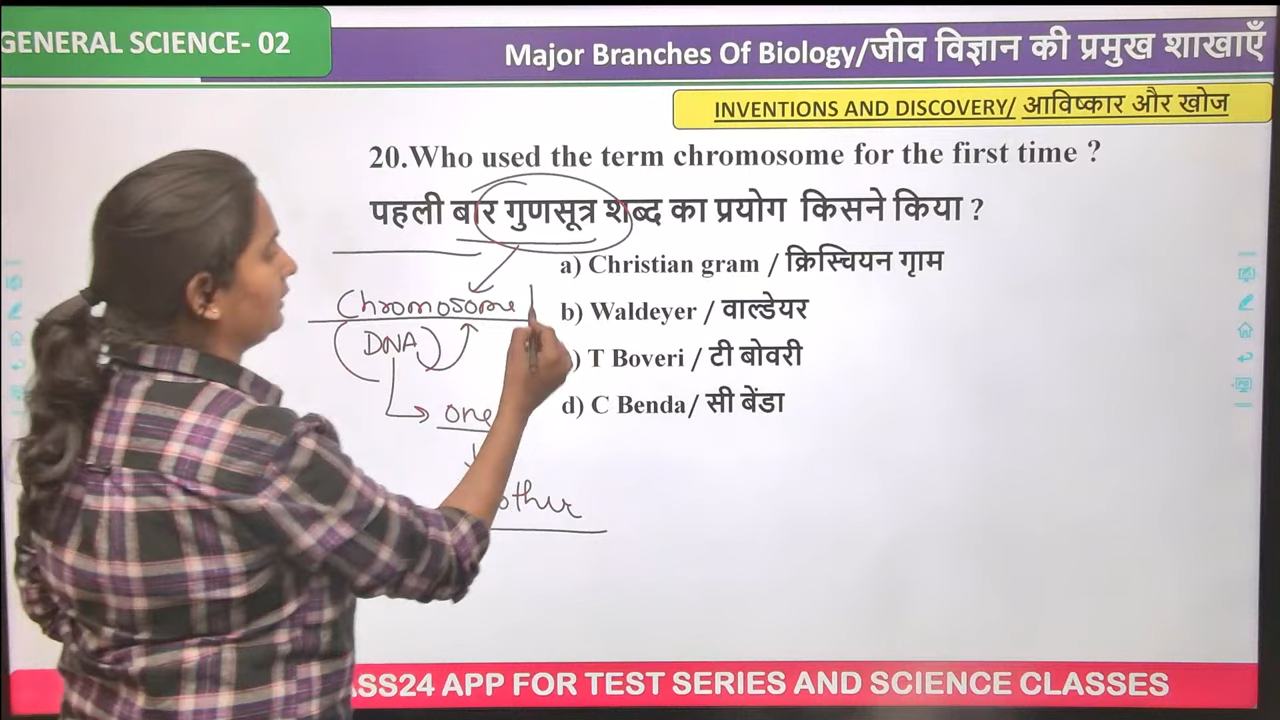 GENERAL SCIENCE- 02
Major Branches Of Biology/जीव विज्ञान की प्रमुख शाखाएँ
INVENTIONS AND DISCOVERY/ आविष्कार और खोज
20.Who used the term chromosome for the first time ?
पहली बार गुणसूत्र शब्द का प्रयोग किसने किया ?
a) Christian gram / क्रिस्चियन गृाम
Chromosome
b) Waldeyer / वाल्डेयर
DNA
) T Boveri / टी बोवरी
one
d) C Benda/ सी बेंडा
other
ASS24 APP FOR TEST SERIES AND SCIENCE CLASSES